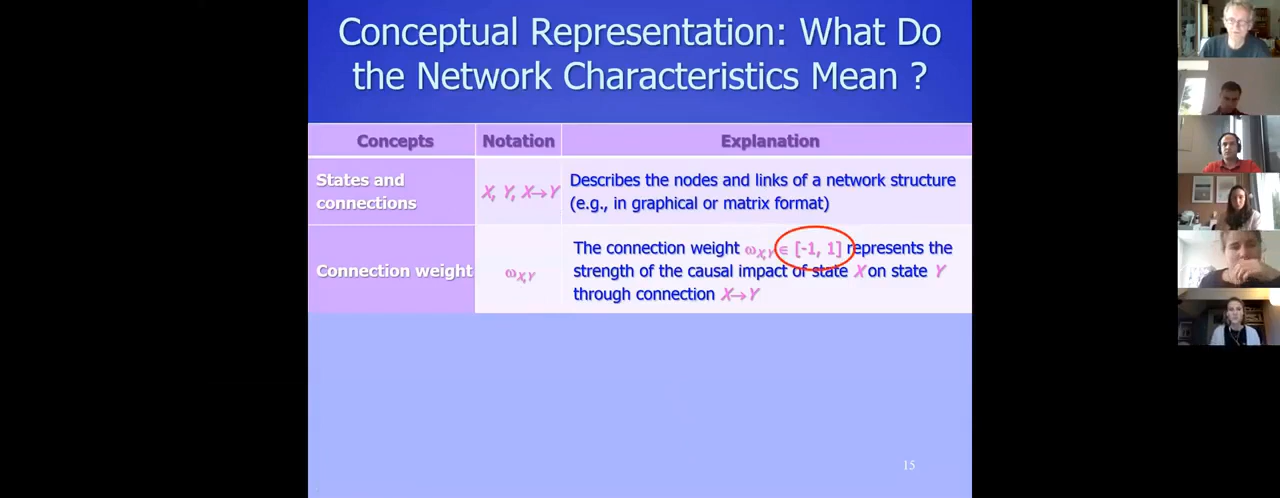 Conceptual Representation: What Do
the Network Characteristics Mean ?
Concepts Notation Explanation
States and
connections
X, Y, X→Y
Describes the nodes and links of a network structure
(e.g., in graphical or matrix format)
Connection weight
ωX,Y
The connection weight ωX,Y ∈ [-1, 1] represents the
strength of the causal impact of state X on state Y
through connection X→Y
15